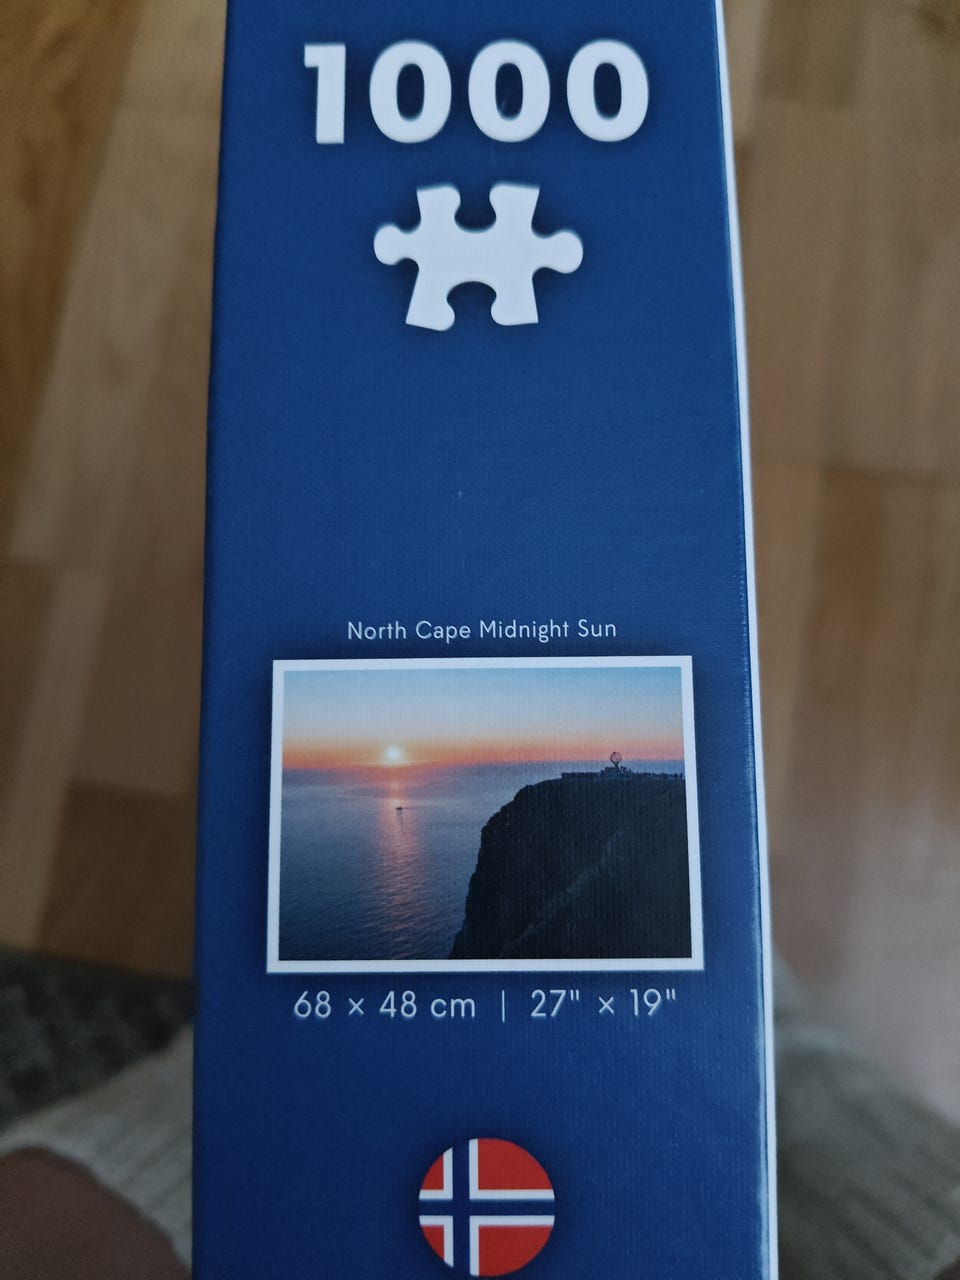 1000
North Cape Midnight Sun
68 × 48 cm | 27" × 19"